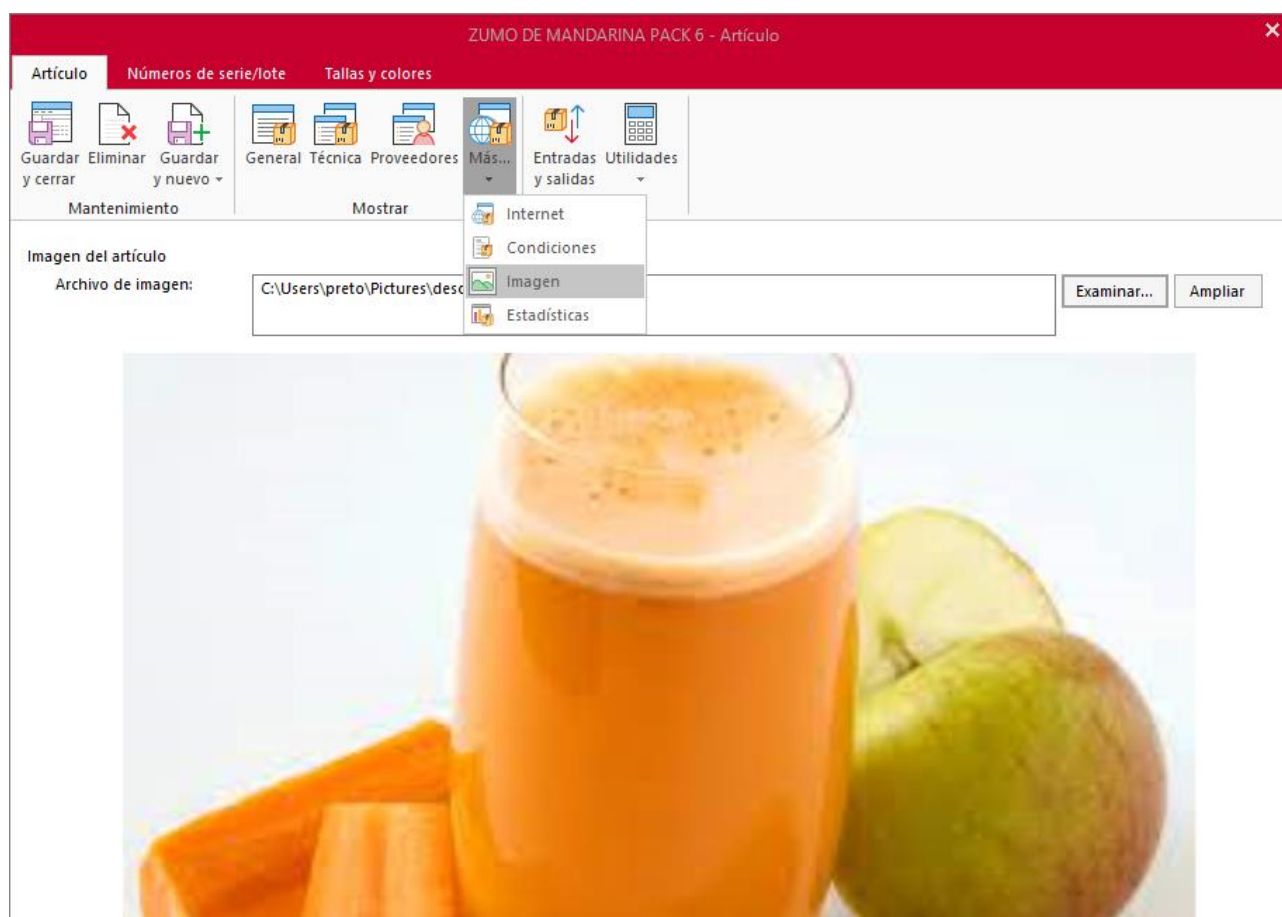 ZUMO DE MANDARINA PACK 6 - Artículo
Artículo Números de serie/lote Tallas y colores
Guardar y cerrar
Eliminar
Guardar y nuevo
General
Técnica
Proveedores
Más...
Entradas y salidas
Utilidades
Mantenimiento
Mostrar
Internet
Condiciones
Imagen
Estadísticas
Imagen del artículo
Archivo de imagen:
C:\Users\preto\Pictures\desc
Examinar...
Ampliar